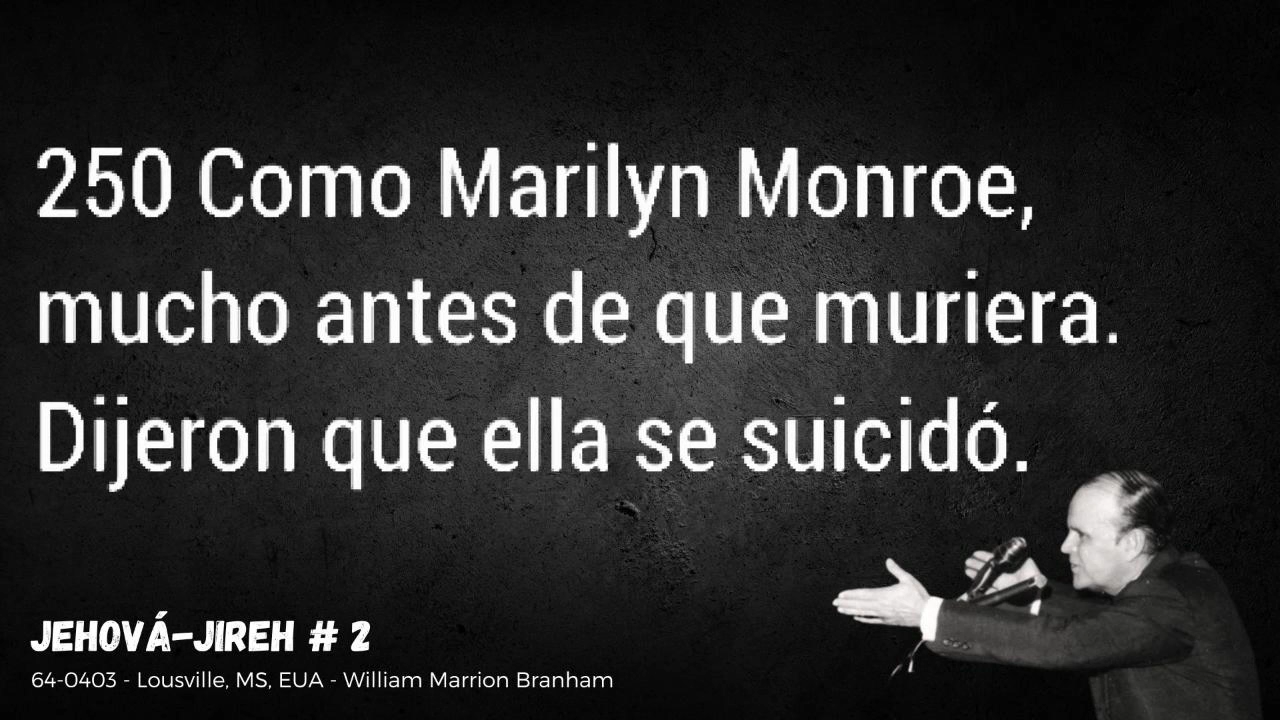 250 Como Marilyn Monroe,
mucho antes de que muriera.
Dijeron que ella se suicidó.
JEHOVÁ-JIREH # 2
64-0403 - Lousville, MS, EUA - William Marrion Branham